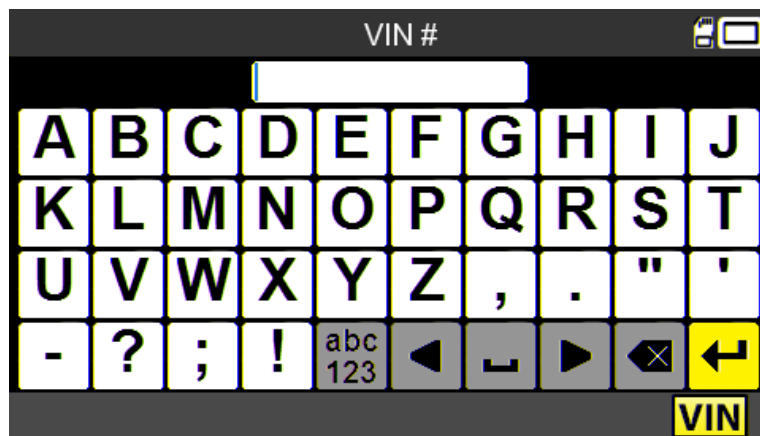 VIN #
A B C D E F G H I J
K L M N O P Q R S T
U V W X Y Z , . " '
- ? ; ! abc
123
VIN